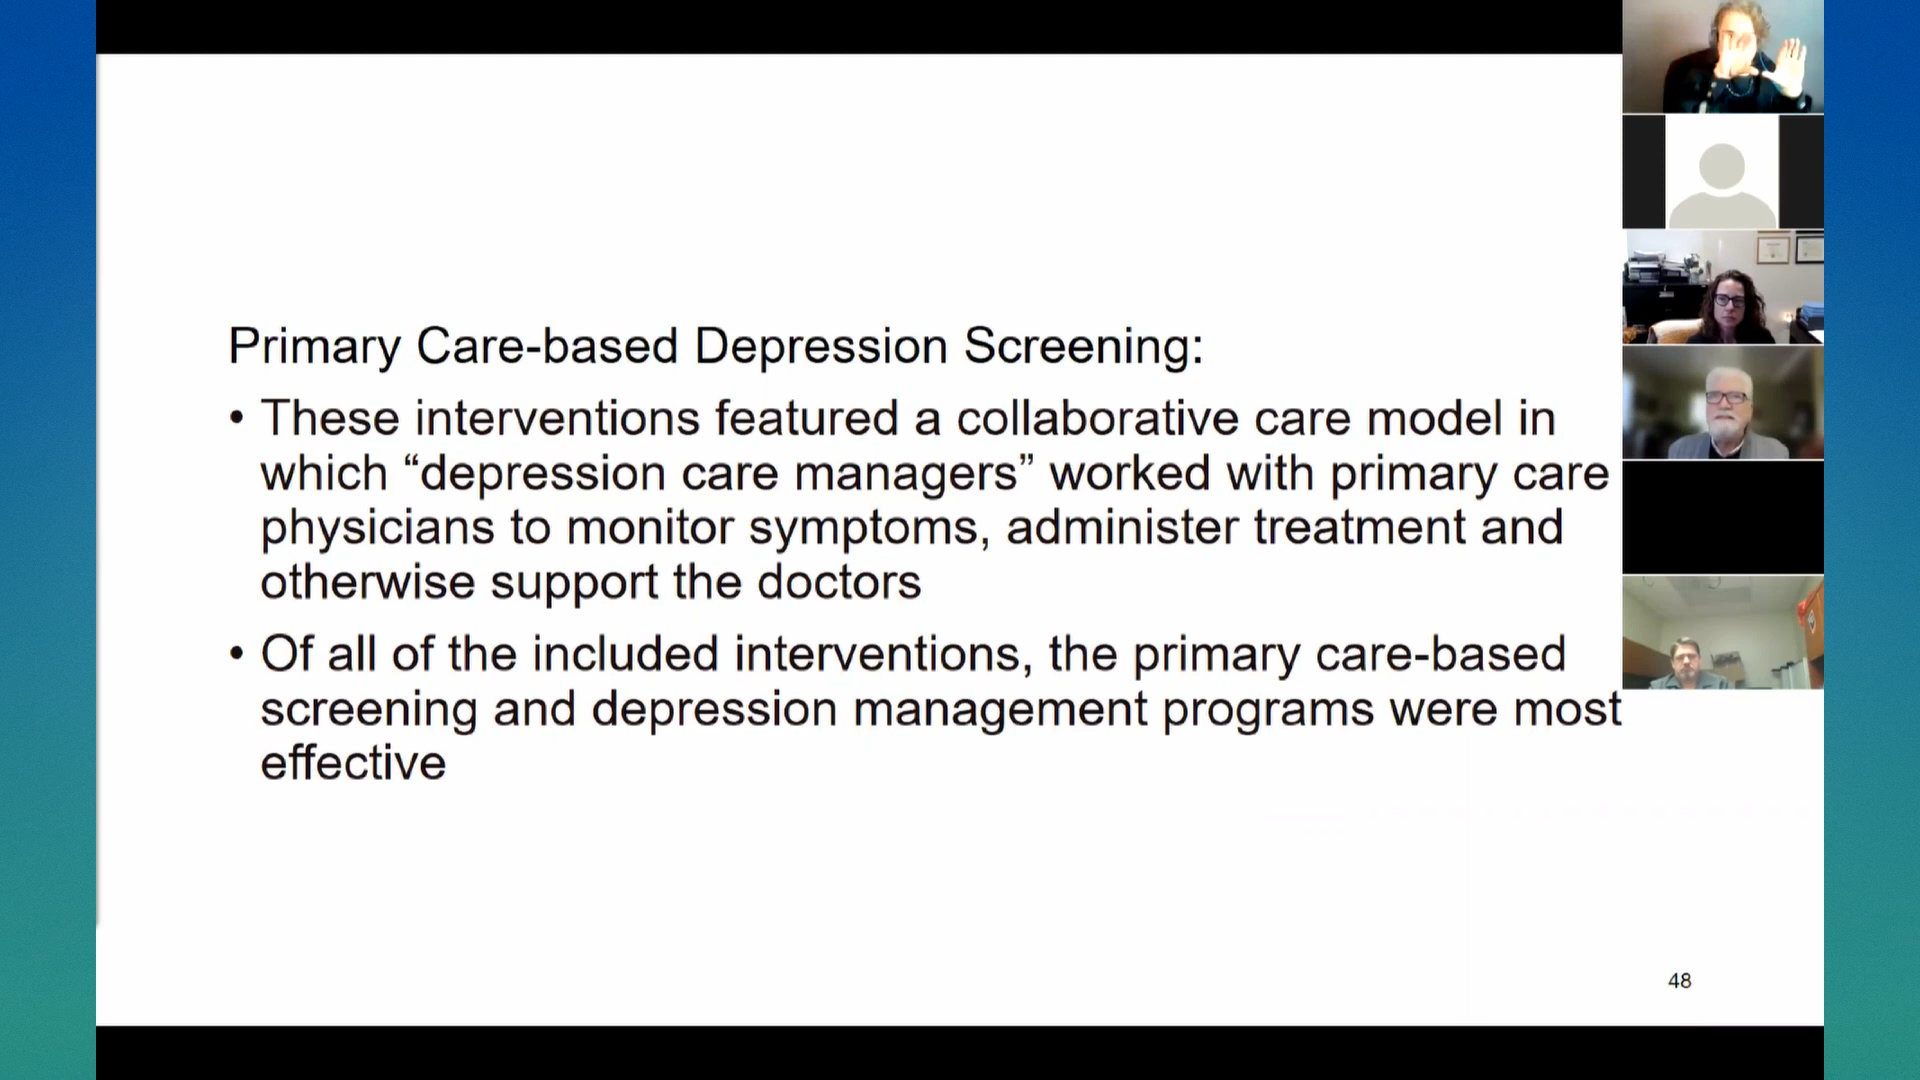 Primary Care-based Depression Screening:
• These interventions featured a collaborative care model in
which “depression care managers” worked with primary care
physicians to monitor symptoms, administer treatment and
otherwise support the doctors
• Of all of the included interventions, the primary care-based
screening and depression management programs were most
effective
48